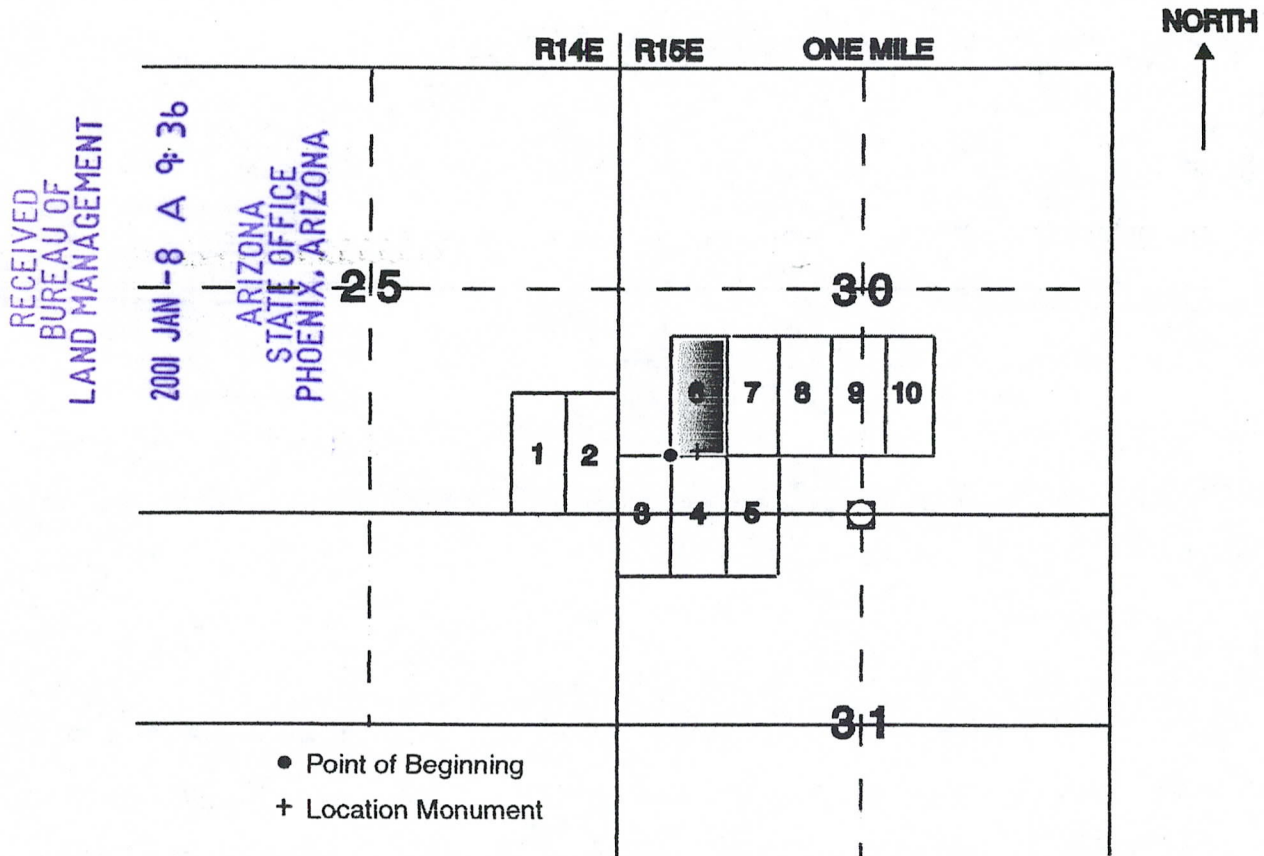 NORTH
R14E R15E ONE MILE
RECEIVED
BUREAU OF
LAND MANAGEMENT
2001 JAN -8 A 9:36
ARIZONA
STATE OFFICE
PHOENIX, ARIZONA
25
30
6 7 8 9 10
1 2
3 4 5
31
● Point of Beginning
+ Location Monument